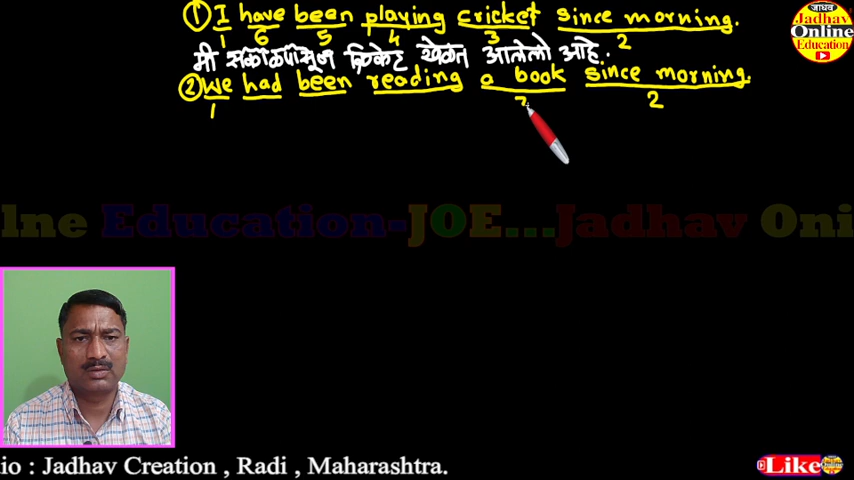 ① I have been playing cricket since morning.
1 6 5 4 3 2
मी सकाळपासून क्रिकेट खेळत आलेलो आहे.
② We had been reading a book since morning.
1 2
lne Education-JOE...Jadhav Oni
जाधव
Jadhav
Online
Education
io : Jadhav Creation , Radi , Maharashtra.
Like